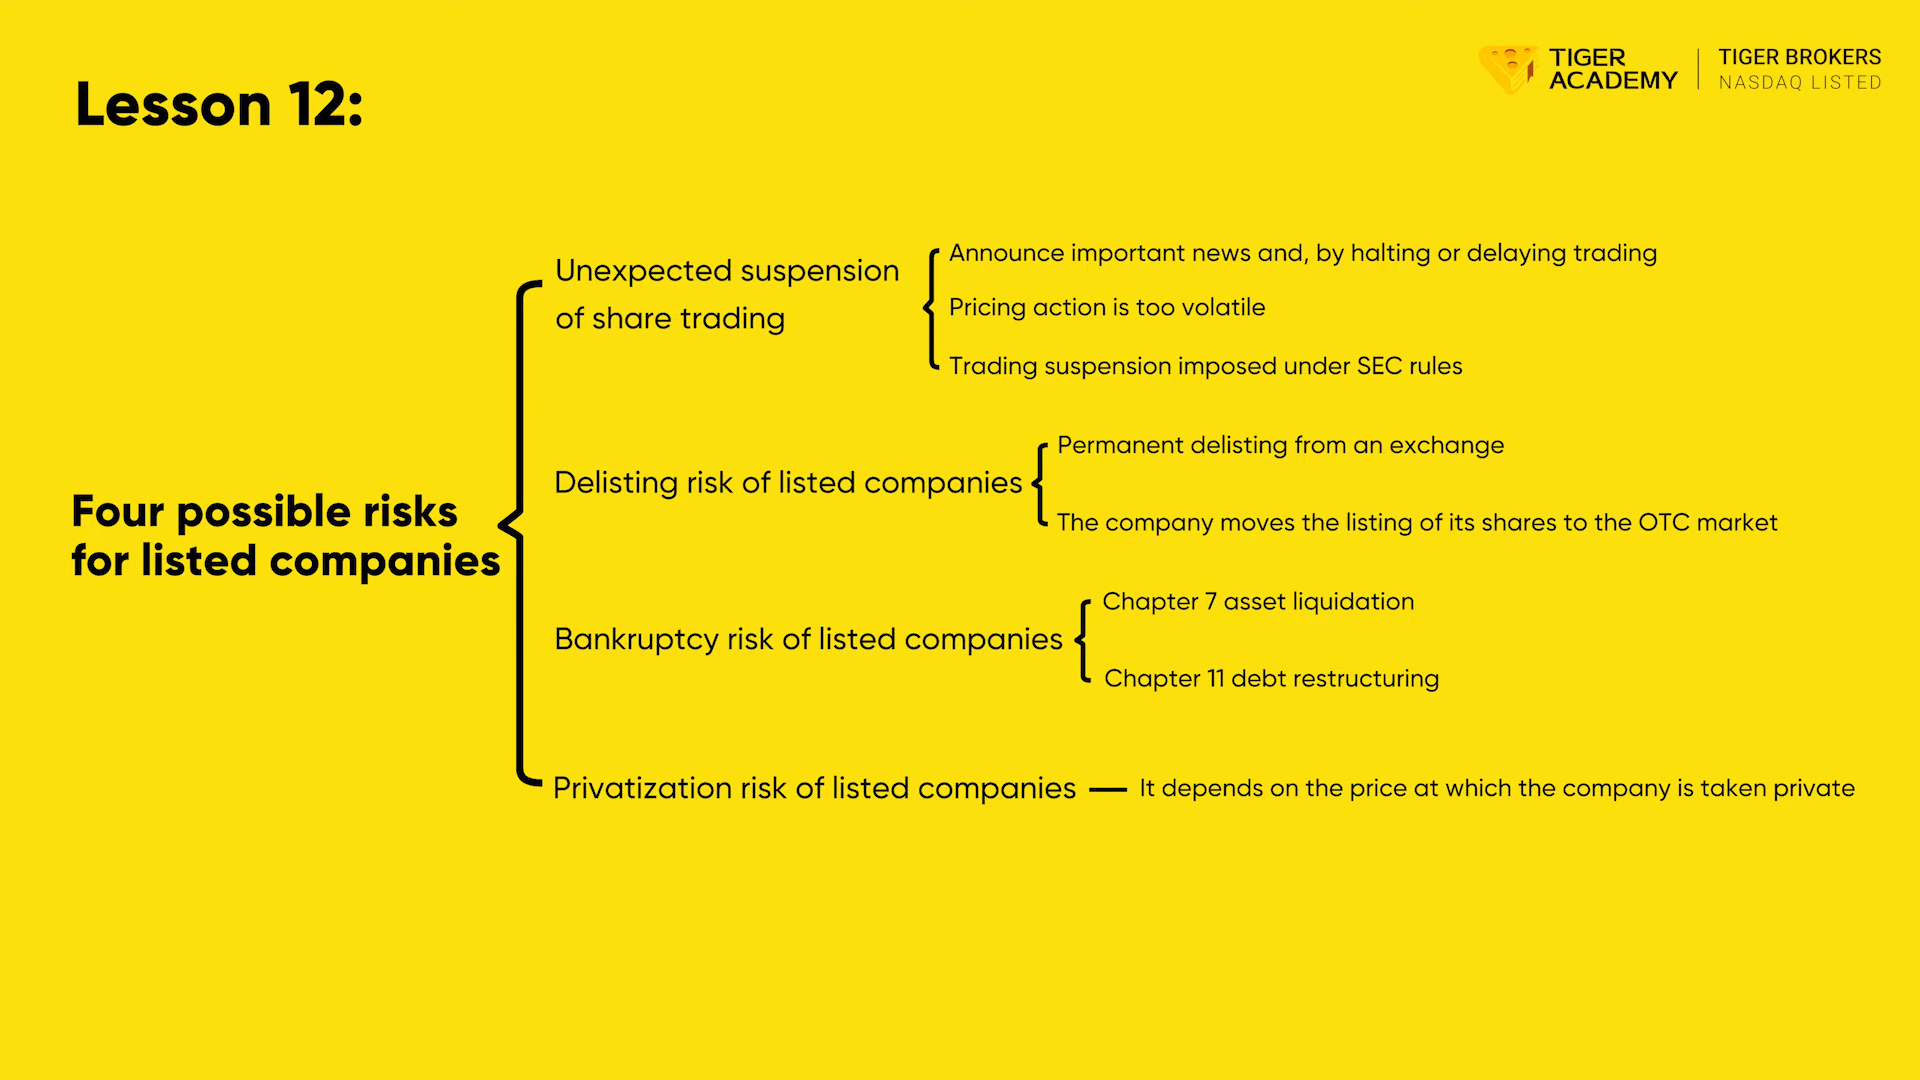 Lesson 12:
TIGER
ACADEMY
TIGER BROKERS
NASDAQ LISTED
Four possible risks
for listed companies
Unexpected suspension
of share trading
Announce important news and, by halting or delaying trading
Pricing action is too volatile
Trading suspension imposed under SEC rules
Delisting risk of listed companies
Permanent delisting from an exchange
The company moves the listing of its shares to the OTC market
Bankruptcy risk of listed companies
Chapter 7 asset liquidation
Chapter 11 debt restructuring
Privatization risk of listed companies
It depends on the price at which the company is taken private